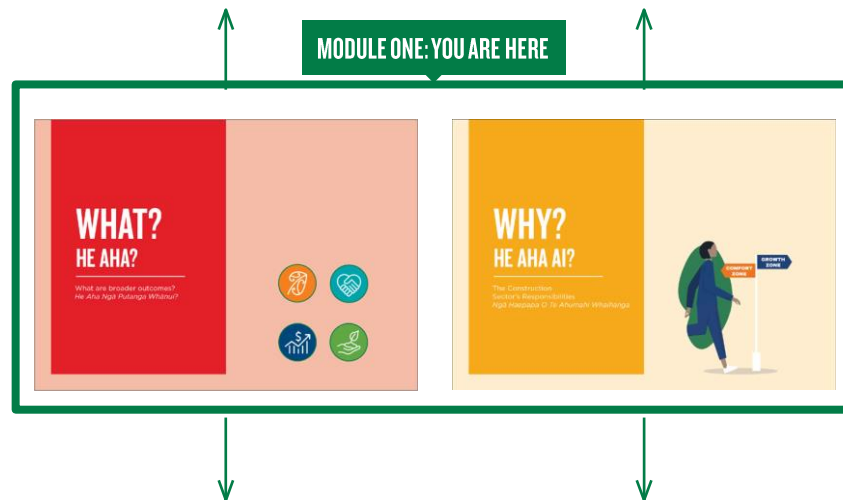 MODULE ONE: YOU ARE HERE
WHAT?
HE AHA?
What are broader outcomes?
He Aha Ngā Putanga Whānui?
WHY?
HE AHA AI?
The Construction
Sector's Responsibilities
Ngā Haepapa O Te Ahumahi Whaihanga
COMFORT
ZONE
GROWTH
ZONE
$